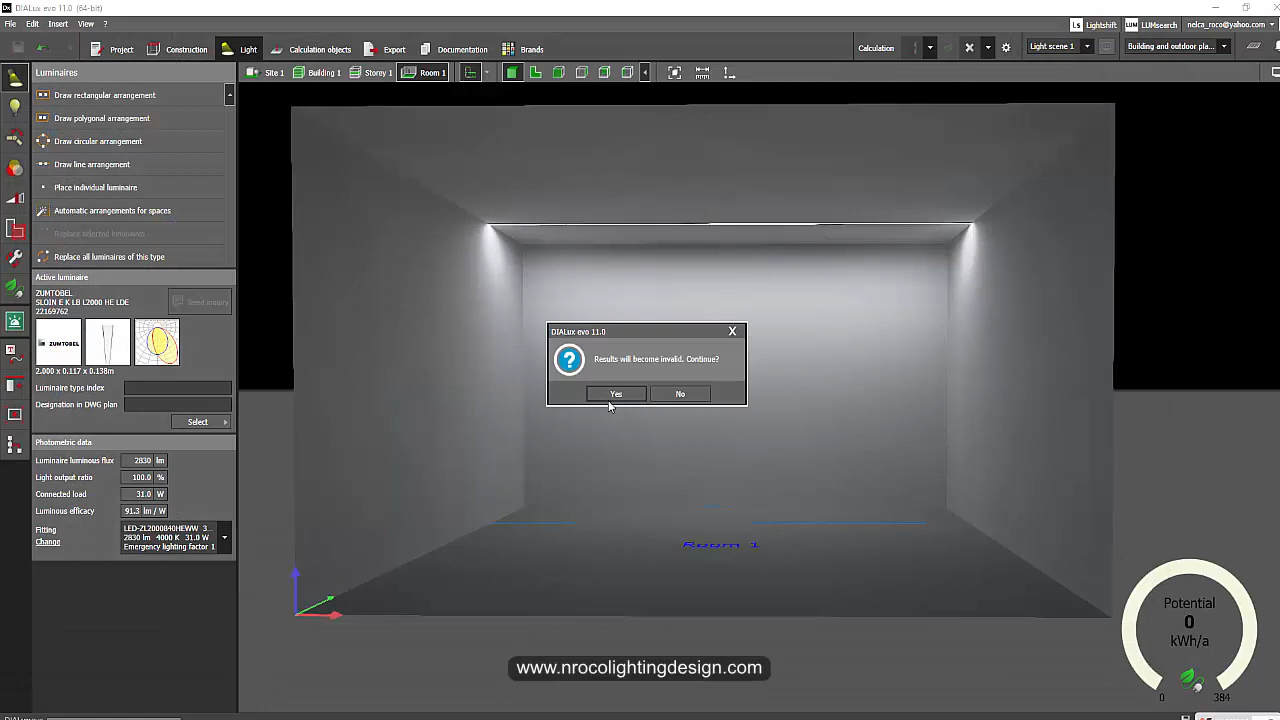 DIALux evo 11.0 (64-bit)
File Edit Insert View ?
Ls Lightshift LUM LUMsearch nelca_roco@yahoo.com
Project Construction Light Calculation objects Export Documentation Brands Calculation Light scene 1 Building and outdoor pla...
Luminaires Site 1 Building 1 Storey 1 Room 1
Draw rectangular arrangement
Draw polygonal arrangement
Draw circular arrangement
Draw line arrangement
Place individual luminaire
Automatic arrangements for spaces
Replace selected luminaires
Replace all luminaires of this type
Active luminaire
ZUMTOBEL
SLOIN E K LB L2000 HE LDE
22169762
Send inquiry
ZUMTOBEL
2.000 x 0.117 x 0.138m
Luminaire type index
Designation in DWG plan
Select
Photometric data
Luminaire luminous flux 2830 lm
Light output ratio 100.0 %
Connected load 31.0 W
Luminous efficacy 91.3 lm / W
Fitting
Change
LED-ZL2000840HEWW 3...
2830 lm 4000 K 31.0 W
Emergency lighting factor 1
DIALux evo 11.0 X
Results will become invalid. Continue?
Yes No
Room 1
Potential
0
kWh/a
0 384
www.nrocolightingdesign.com